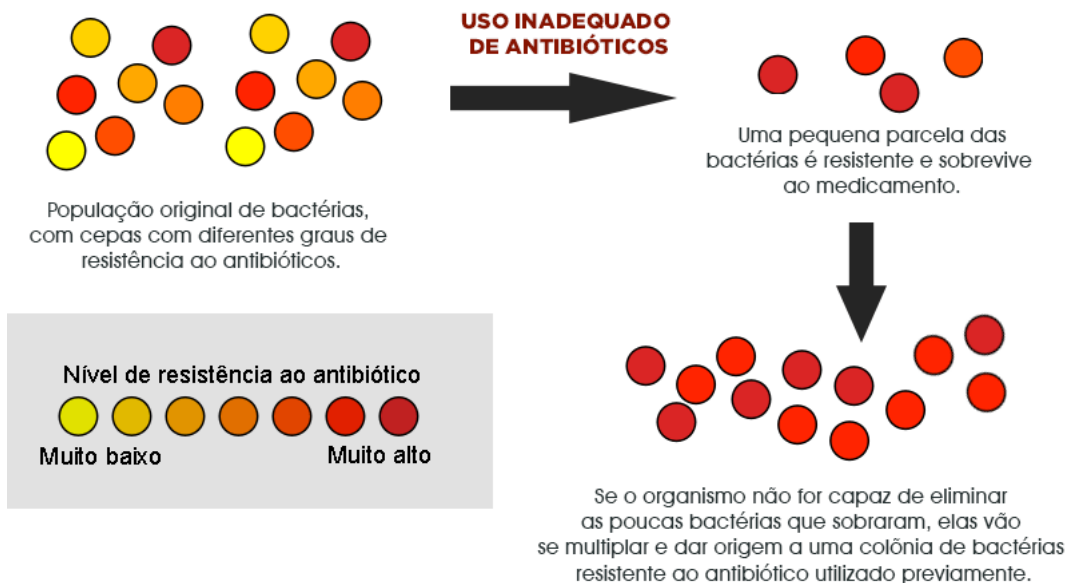 USO INADEQUADO
DE ANTIBIÓTICOS
População original de bactérias,
com cepas com diferentes graus de
resistência ao antibióticos.
Uma pequena parcela das
bactérias é resistente e sobrevive
ao medicamento.
Nível de resistência ao antibiótico
Muito baixo
Muito alto
Se o organismo não for capaz de eliminar
as poucas bactérias que sobraram, elas vão
se multiplar e dar origem a uma colônia de bactérias
resistente ao antibiótico utilizado previamente.